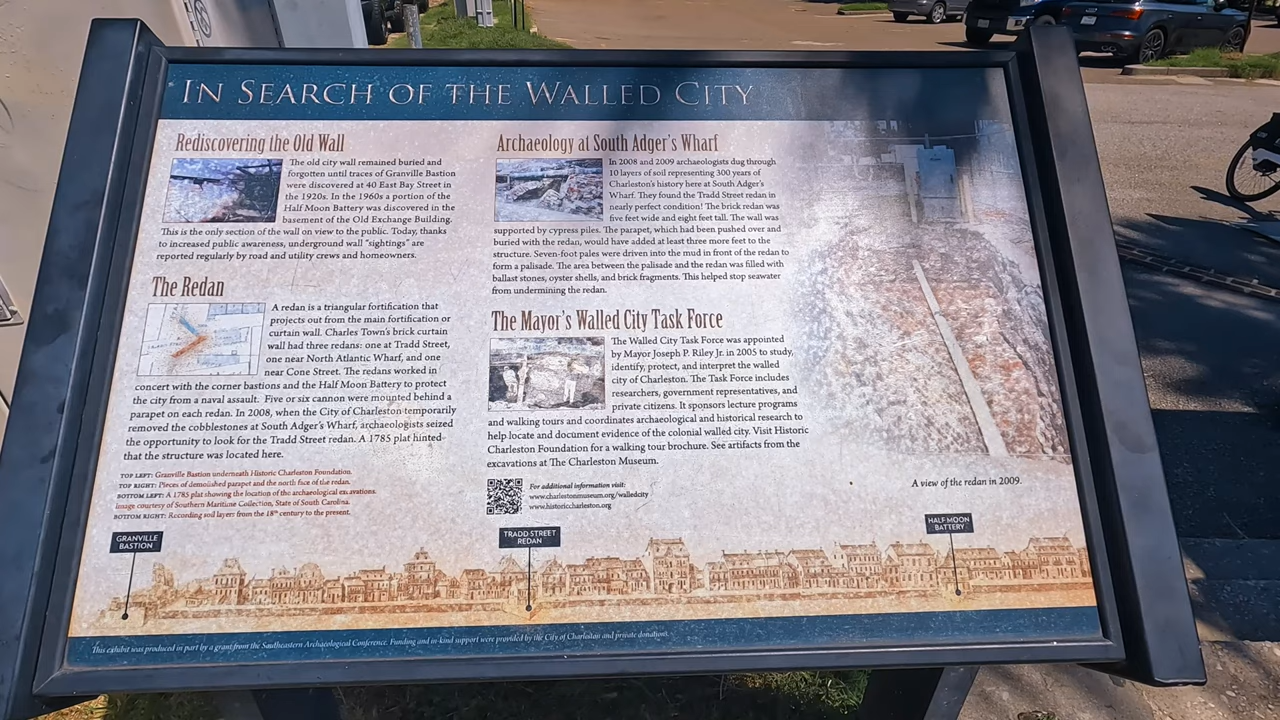 IN SEARCH OF THE WALLED CITY
Rediscovering the Old Wall
The old city wall remained buried and
forgotten until traces of Granville Bastion
were discovered at 40 East Bay Street in
the 1920s. In the 1960s a portion of the
Half Moon Battery was discovered in the
basement of the Old Exchange Building.
This is the only section of the wall on view to the public. Today, thanks
to increased public awareness, underground wall “sightings” are
reported regularly by road and utility crews and homeowners.
The Redan
A redan is a triangular fortification that
projects out from the main fortification or
curtain wall. Charles Town's brick curtain
wall had three redans: one at Tradd Street,
one near North Atlantic Wharf, and one
near Cone Street. The redans worked in
concert with the corner bastions and the Half Moon Battery to protect
the city from a naval assault. Five or six cannon were mounted behind a
parapet on each redan. In 2008, when the City of Charleston temporarily
removed the cobblestones at South Adger's Wharf, archaeologists seized
the opportunity to look for the Tradd Street redan. A 1785 plat hinted
that the structure was located here.
TOP LEFT: Granville Bastion underneath Historic Charleston Foundation.
TOP RIGHT: Pieces of demolished parapet and the north face of the redan.
BOTTOM LEFT: A 1785 plat showing the location of the archaeological excavations.
Image courtesy of Southern Maritime Collection, State of South Carolina.
BOTTOM RIGHT: Recording soil layers from the 18th century to the present.
Archaeology at South Adger's Wharf
In 2008 and 2009 archaeologists dug through
10 layers of soil representing 300 years of
Charleston's history here at South Adger's
Wharf. They found the Tradd Street redan in
nearly perfect condition! The brick redan was
five feet wide and eight feet tall. The wall was
supported by cypress piles. The parapet, which had been pushed over and
buried with the redan, would have added at least three more feet to the
structure. Seven-foot pales were driven into the mud in front of the redan to
form a palisade. The area between the palisade and the redan was filled with
ballast stones, oyster shells, and brick fragments. This helped stop seawater
from undermining the redan.
The Mayor's Walled City Task Force
The Walled City Task Force was appointed
by Mayor Joseph P. Riley Jr. in 2005 to study,
identify, protect, and interpret the walled
city of Charleston. The Task Force includes
researchers, government representatives, and
private citizens. It sponsors lecture programs
and walking tours and coordinates archaeological and historical research to
help locate and document evidence of the colonial walled city. Visit Historic
Charleston Foundation for a walking tour brochure. See artifacts from the
excavations at The Charleston Museum.
For additional information visit:
www.charlestonmuseum.org/walledcity
www.historiccharleston.org
A view of the redan in 2009.
GRANVILLE
BASTION
TRADD STREET
REDAN
HALF MOON
BATTERY
This exhibit was produced in part by a grant from the Southeastern Archaeological Conference. Funding and in-kind support were provided by the City of Charleston and private donation.